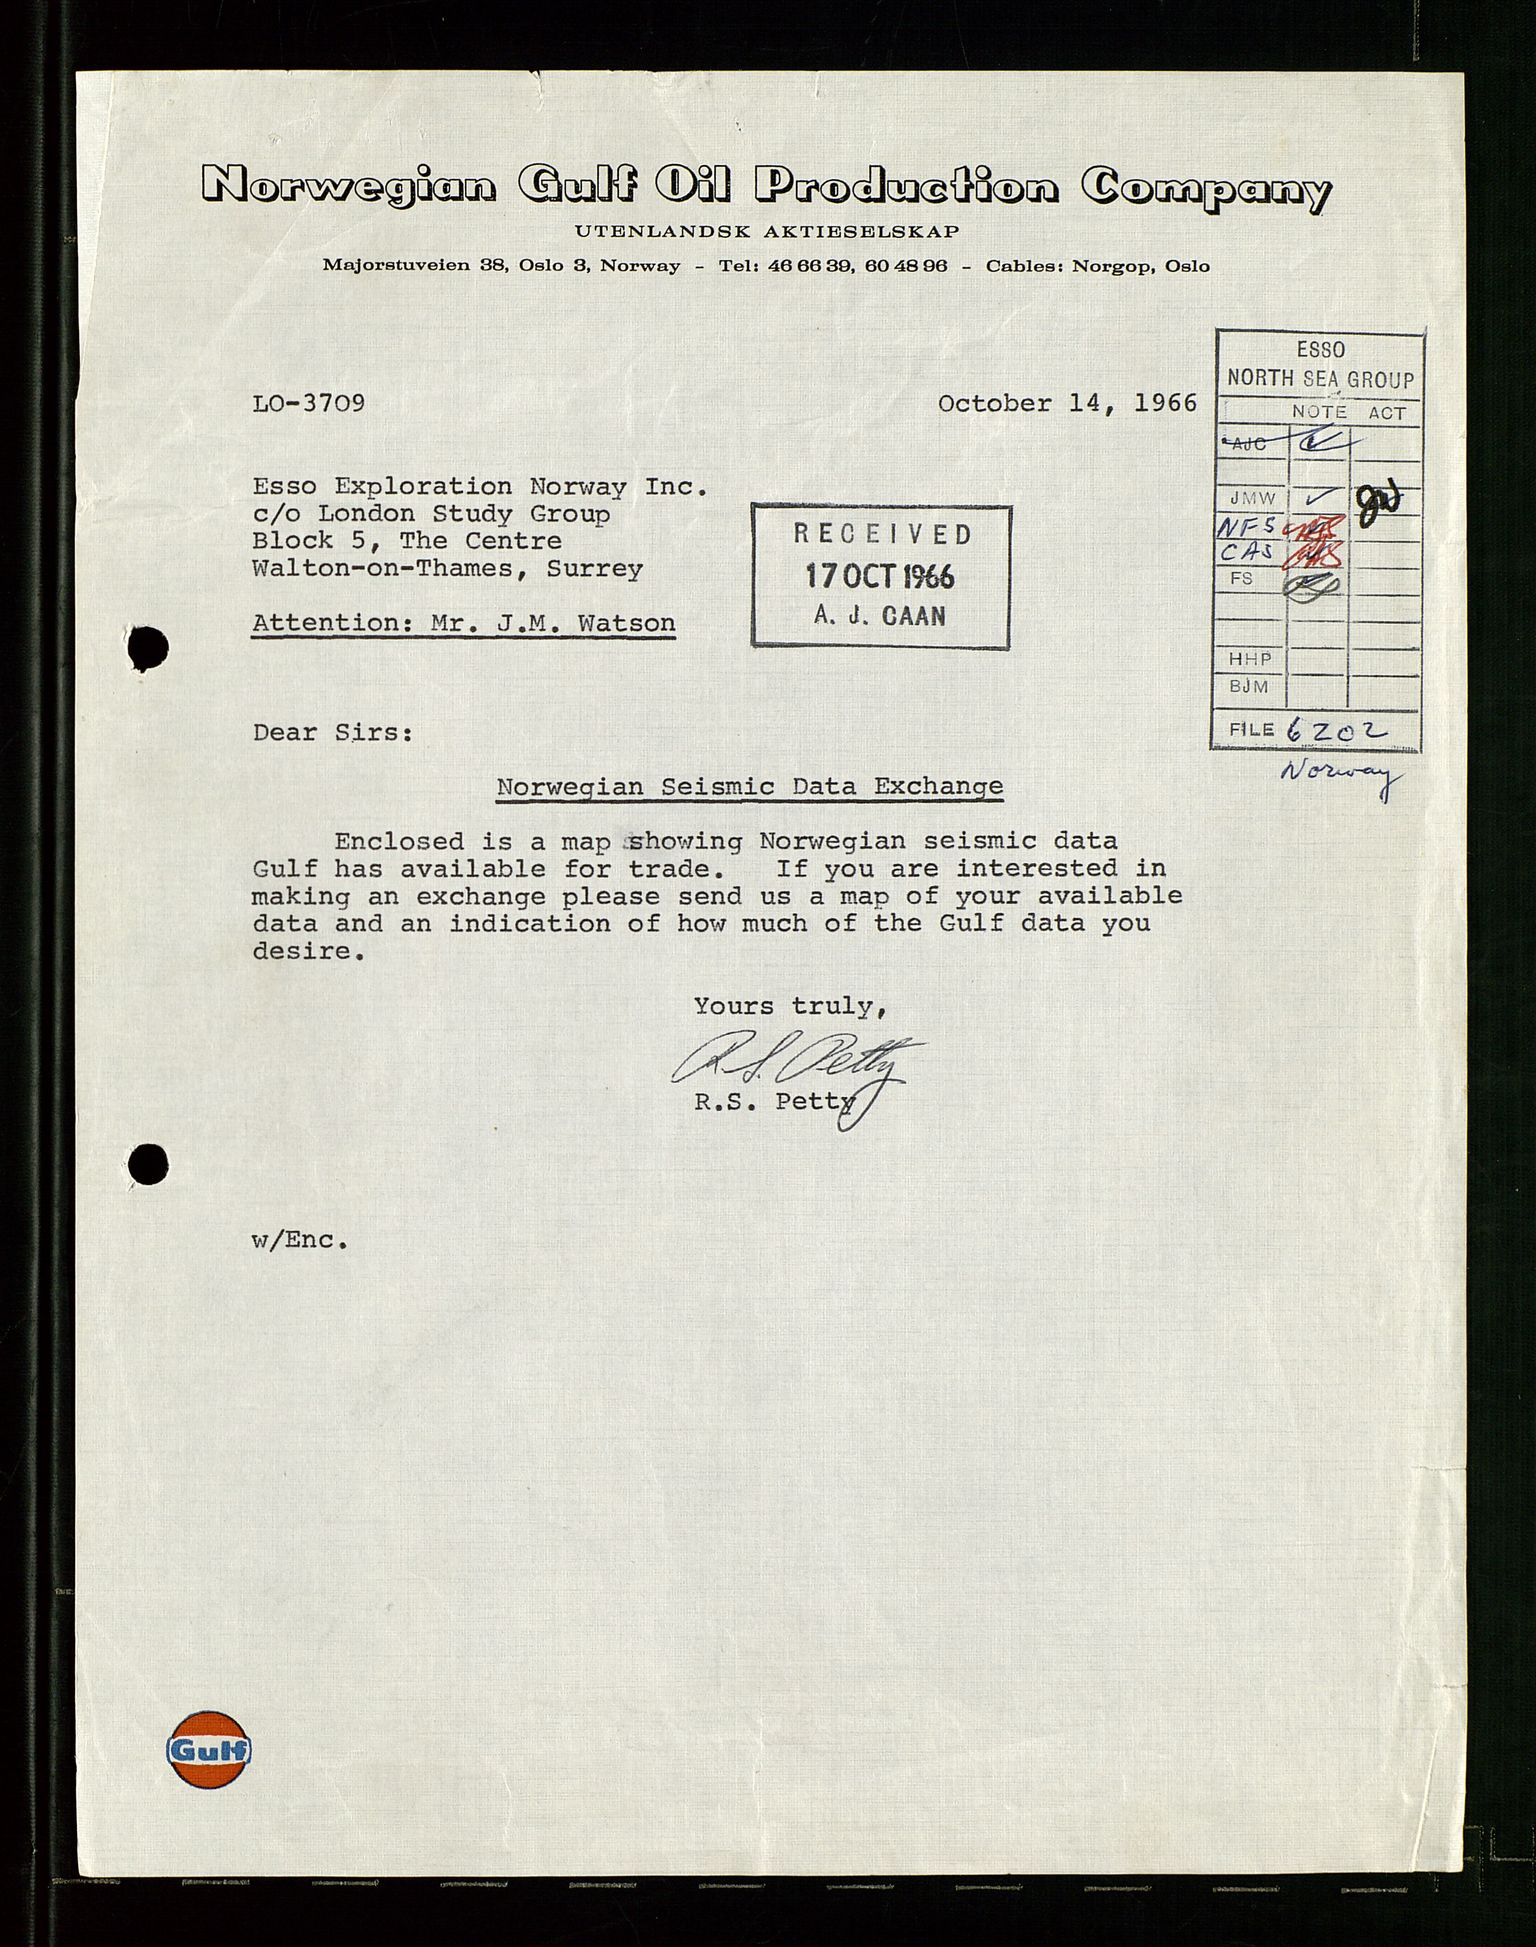 Norwegian Gulf Oil Production Company
UTENLANDSK AKTIESELSKAP
Majorstuveien 38, Oslo 3, Norway - Tel: 46 66 39, 60 48 96 - Cables: Norgop, Oslo
LO-3709
October 14, 1966
Esso Exploration Norway Inc.
c/o London Study Group
Block 5, The Centre
Walton-on-Thames, Surrey
Attention: Mr. J.M. Watson
RECEIVED
17 OCT 1966
A. J. CAAN
ESSO
NORTH SEA GROUP
NOTE ACT
AJC
JMW
NFS
CAS
FS
HHP
BJM
FILE 6202
Norway
Dear Sirs:
Norwegian Seismic Data Exchange
Enclosed is a map showing Norwegian seismic data
Gulf has available for trade. If you are interested in
making an exchange please send us a map of your available
data and an indication of how much of the Gulf data you
desire.
Yours truly,
R.S. Petty
R.S. Petty
w/Enc.
Gulf